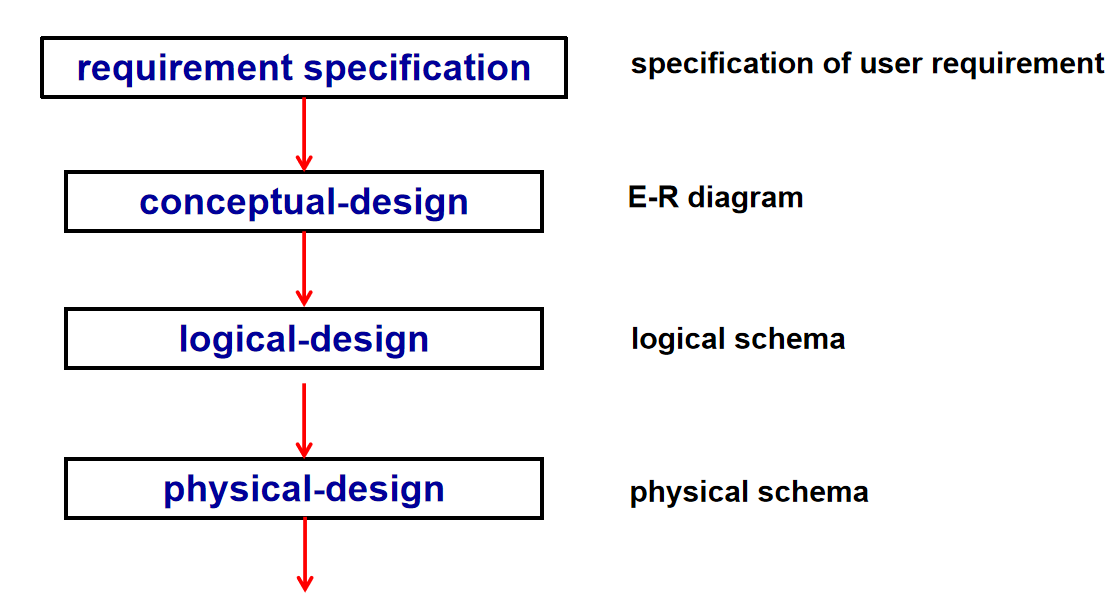 requirement specification
specification of user requirement
conceptual-design
E-R diagram
logical-design
logical schema
physical-design
physical schema